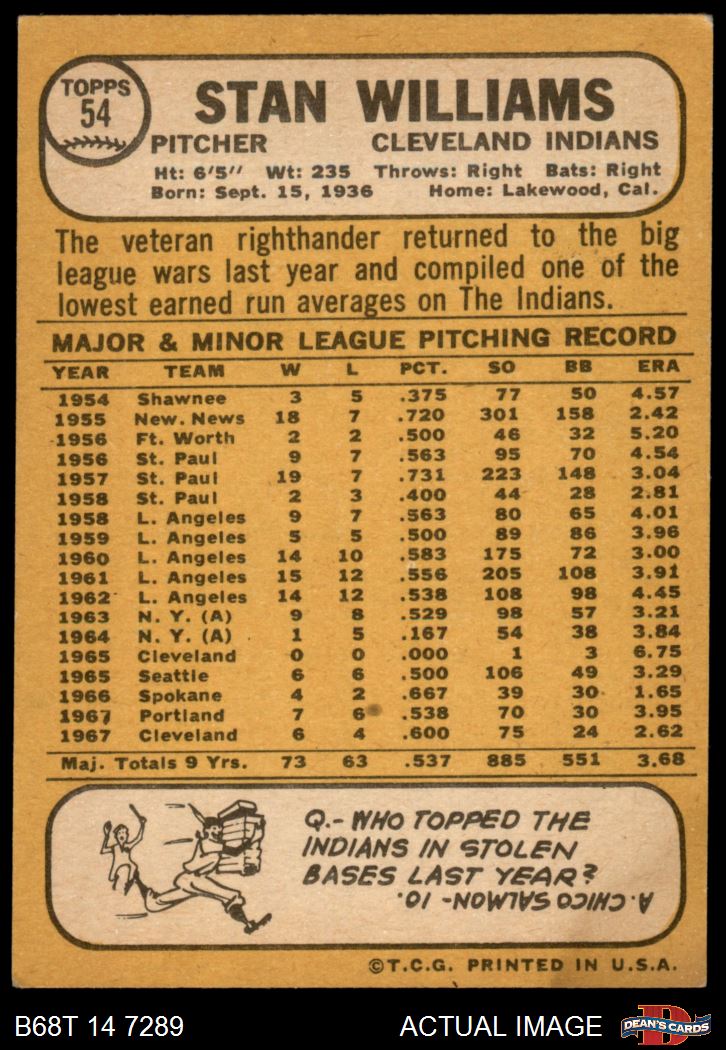 TOPPS
54
STAN WILLIAMS
PITCHER CLEVELAND INDIANS
Ht: 6'5" Wt: 235 Throws: Right Bats: Right
Born: Sept. 15, 1936 Home: Lakewood, Cal.
The veteran righthander returned to the big
league wars last year and compiled one of the
lowest earned run averages on The Indians.
MAJOR & MINOR LEAGUE PITCHING RECORD
YEAR TEAM W L PCT. SO BB ERA
1954 Shawnee 3 5 .375 77 50 4.57
1955 New. News 18 7 .720 301 158 2.42
1956 Ft. Worth 2 2 .500 46 32 5.20
1956 St. Paul 9 7 .563 95 70 4.54
1957 St. Paul 19 7 .731 223 148 3.04
1958 St. Paul 2 3 .400 44 28 2.81
1958 L. Angeles 9 7 .563 80 65 4.01
1959 L. Angeles 5 5 .500 89 86 3.96
1960 L. Angeles 14 10 .583 175 72 3.00
1961 L. Angeles 15 12 .556 205 108 3.91
1962 L. Angeles 14 12 .538 108 98 4.45
1963 N. Y. (A) 9 8 .529 98 57 3.21
1964 N. Y. (A) 1 5 .167 54 38 3.84
1965 Cleveland 0 0 .000 1 3 6.75
1965 Seattle 6 6 .500 106 49 3.29
1966 Spokane 4 2 .667 39 30 1.65
1967 Portland 7 6 .538 70 30 3.95
1967 Cleveland 6 4 .600 75 24 2.62
Maj. Totals 9 Yrs. 73 63 .537 885 551 3.68
Q.- WHO TOPPED THE
INDIANS IN STOLEN
BASES LAST YEAR?
A. CHICO SALMON- 10.
©T.C.G. PRINTED IN U.S.A.
B68T 14 7289 ACTUAL IMAGE
D
DEAN'S CARDS